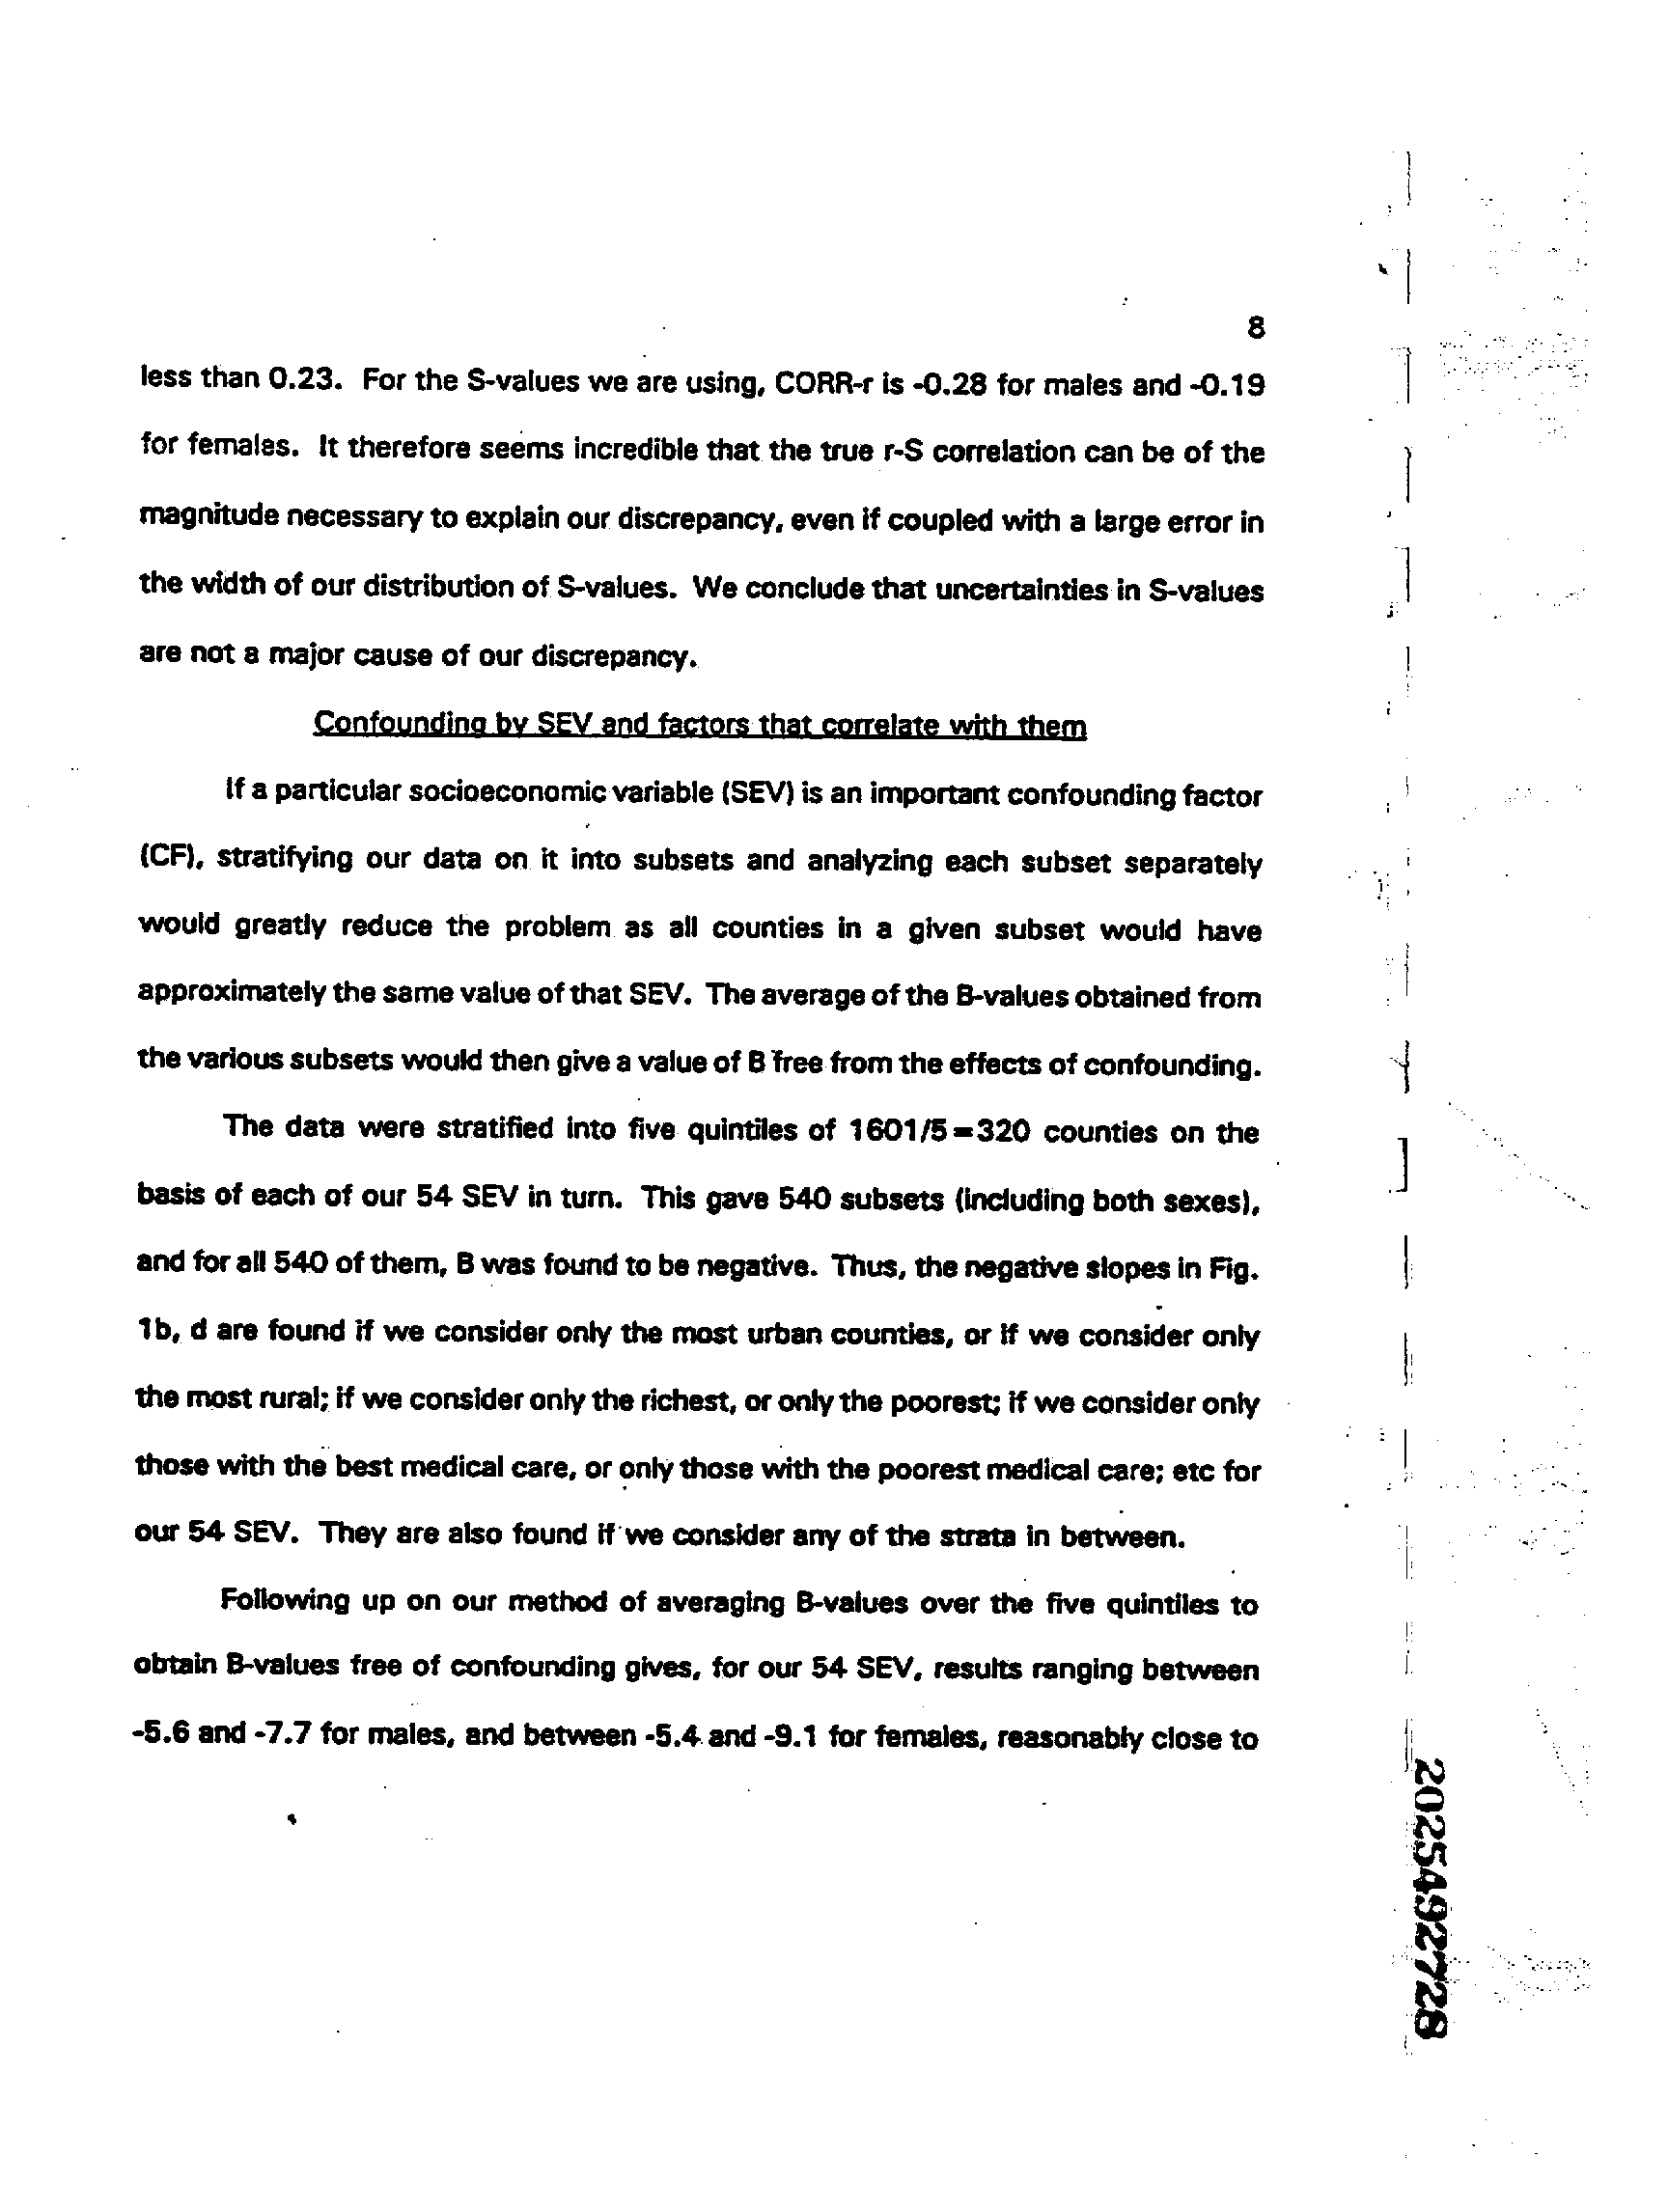 8
less than 0.23. For the S-values we are using, CORR-r is -0.28 for males and -0.19
for females. It therefore seems incredible that the true r-S correlation can be of the
magnitude necessary to explain our discrepancy, even if coupled with a large error in
the width of our distribution of S-values. We conclude that uncertainties in S-values
are not a major cause of our discrepancy.
Confounding by SEV and factors that correlate with them
If a particular socioeconomic variable (SEV) is an important confounding factor
(CF), stratifying our data on it into subsets and analyzing each subset separately
would greatly reduce the problem as all counties in a given subset would have
approximately the same value of that SEV. The average of the B-values obtained from
the various subsets would then give a value of B free from the effects of confounding.
The data were stratified into five quintiles of 1601/5=320 counties on the
basis of each of our 54 SEV in turn. This gave 540 subsets (including both sexes),
and for all 540 of them, B was found to be negative. Thus, the negative slopes in Fig.
1b, d are found if we consider only the most urban counties, or if we consider only
the most rural; if we consider only the richest, or only the poorest; if we consider only
those with the best medical care, or only those with the poorest medical care; etc for
our 54 SEV. They are also found if we consider any of the strata in between.
Following up on our method of averaging B-values over the five quintiles to
obtain B-values free of confounding gives, for our 54 SEV, results ranging between
-5.6 and -7.7 for males, and between -5.4 and -9.1 for females, reasonably close to
2025492728